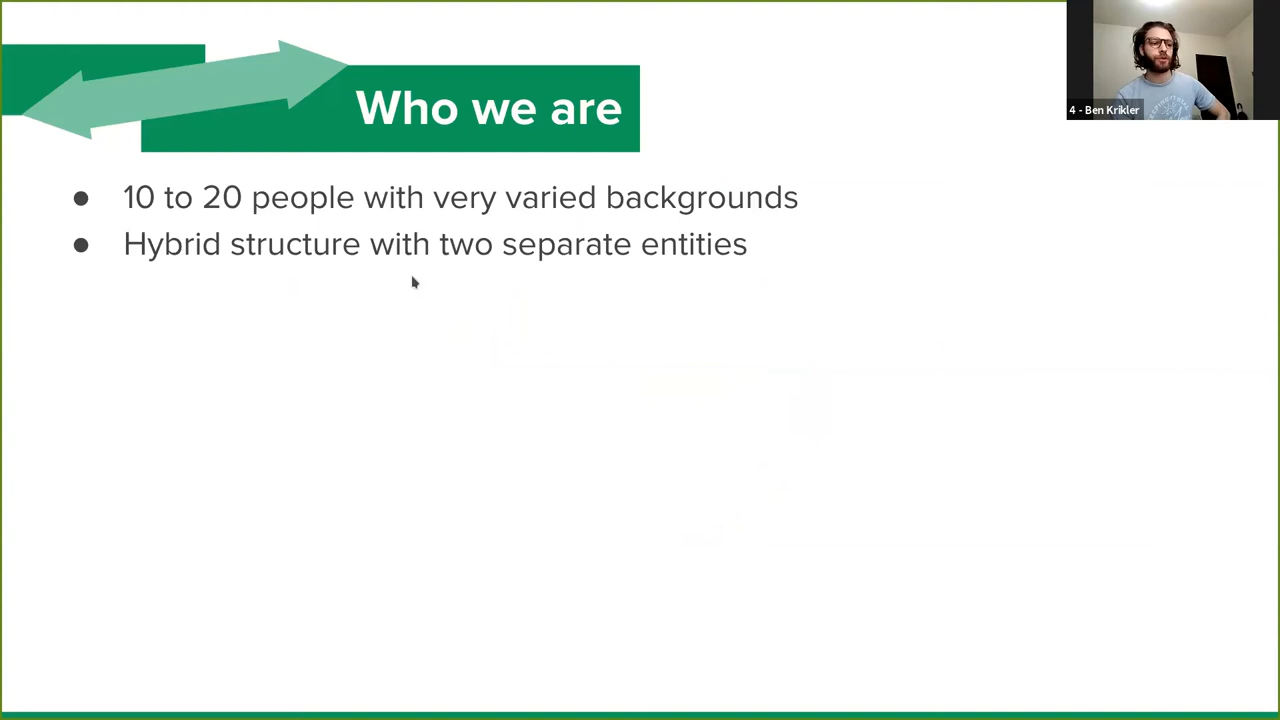 Who we are
4 - Ben Krikler
● 10 to 20 people with very varied backgrounds
● Hybrid structure with two separate entities